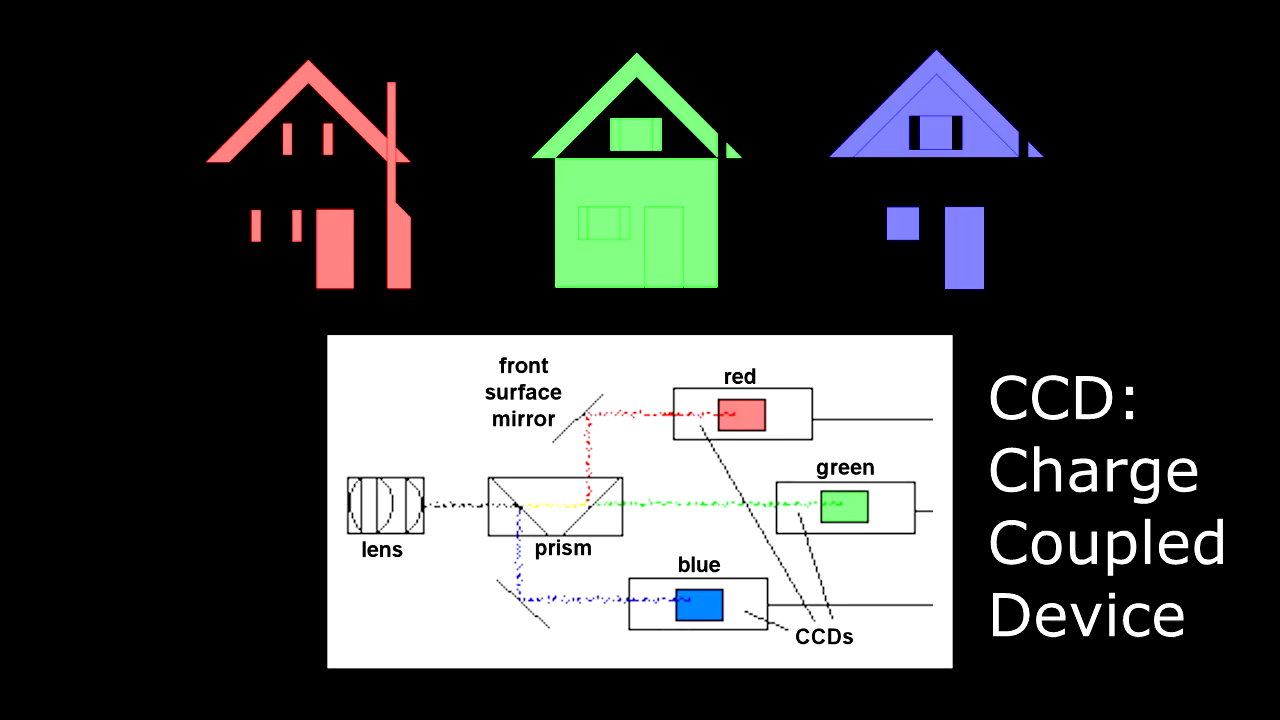 front
surface
mirror
red
green
lens
prism
blue
CCDs
CCD:
Charge
Coupled
Device